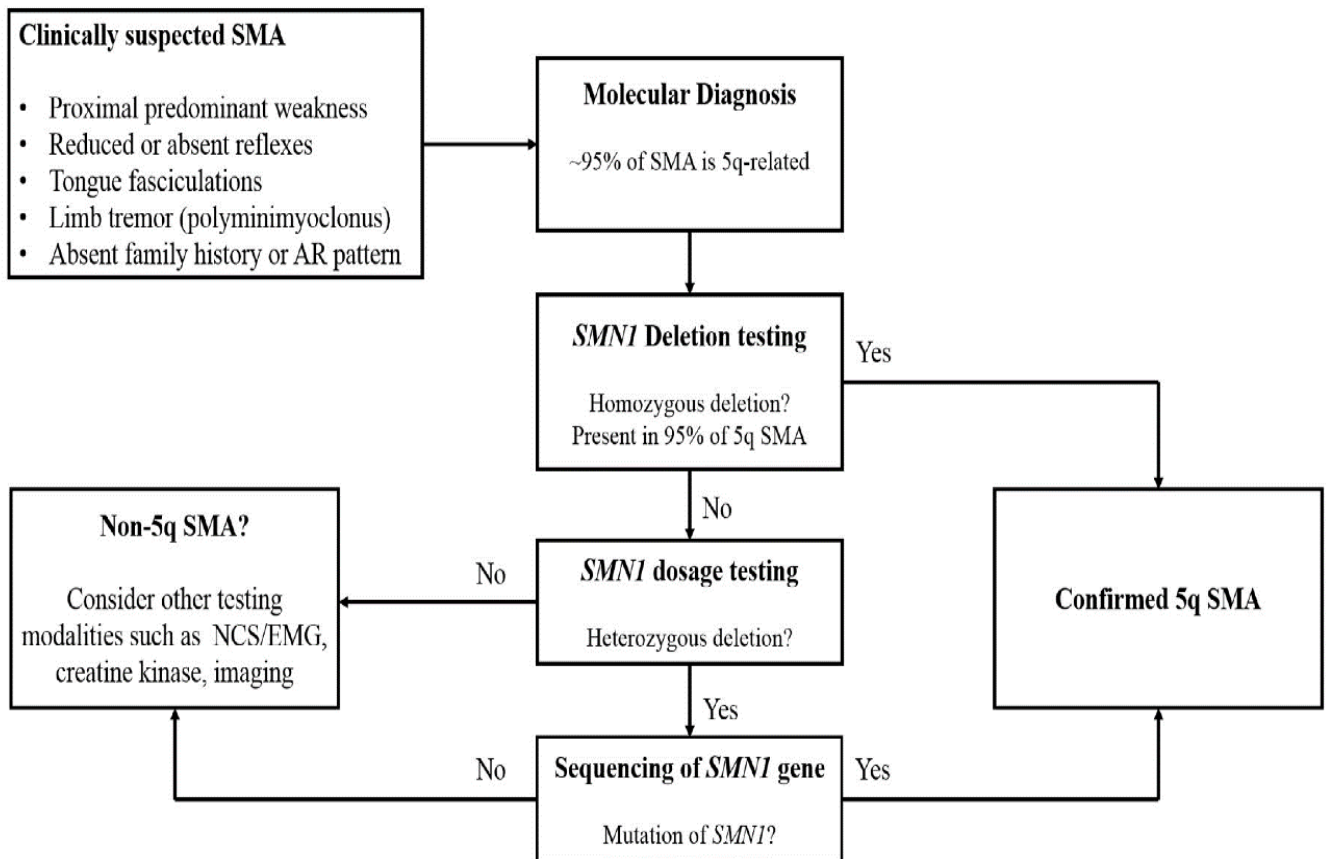 Clinically suspected SMA
• Proximal predominant weakness
• Reduced or absent reflexes
• Tongue fasciculations
• Limb tremor (polyminimyoclonus)
• Absent family history or AR pattern
Molecular Diagnosis
~95% of SMA is 5q-related
SMN1 Deletion testing
Homozygous deletion?
Present in 95% of 5q SMA
Yes
No
Non-5q SMA?
Consider other testing
modalities such as NCS/EMG,
creatine kinase, imaging
No
SMN1 dosage testing
Heterozygous deletion?
Confirmed 5q SMA
Yes
No
Sequencing of SMN1 gene
Mutation of SMN1?
Yes